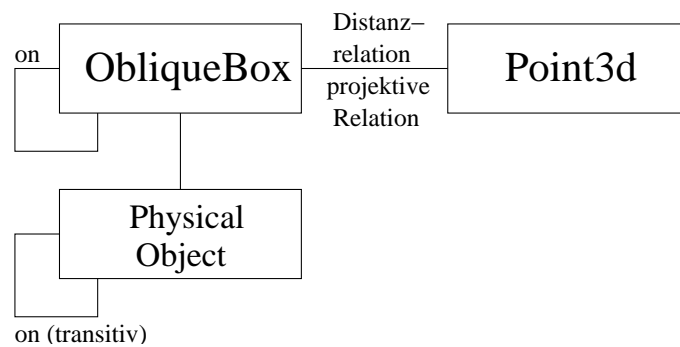 on
ObliqueBox
Distanz–
relation
projektive
Relation
Point3d
Physical
Object
on (transitiv)